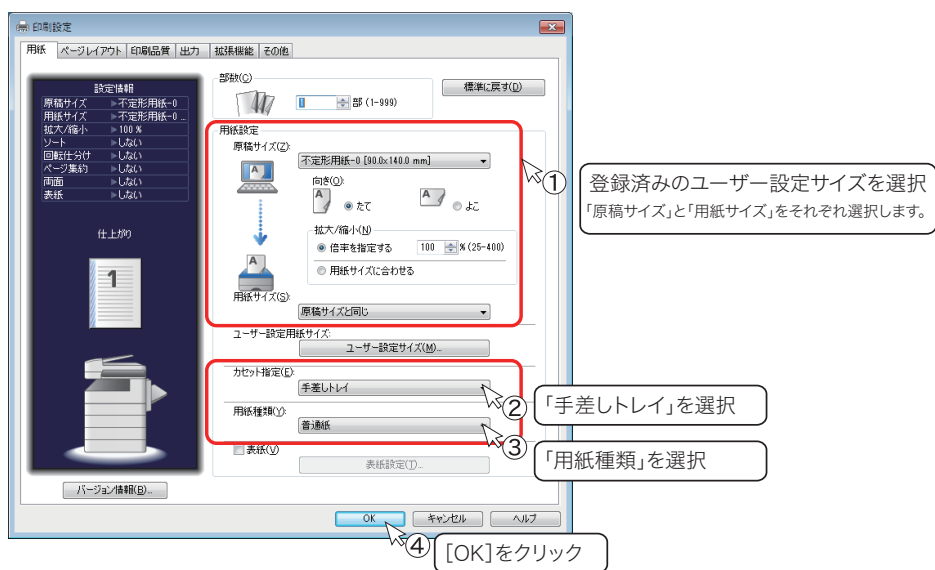 印刷設定
用紙 ページレイアウト 印刷品質 出力 拡張機能 その他
設定情報
原稿サイズ ▶不定形用紙-0
用紙サイズ ▶不定形用紙-0 ..
拡大/縮小 ▶100 %
ソート ▶しない
回転仕分け ▶しない
ページ集約 ▶しない
両面 ▶しない
表紙 ▶しない
仕上がり
1
バージョン情報(B)...
部数(C)
1 部 (1-999)
標準に戻す(D)
用紙設定
原稿サイズ(Z):
不定形用紙-0 [90.0x140.0 mm]
向き(O):
A たて A よこ
拡大/縮小(N)
倍率を指定する 100 % (25-400)
用紙サイズに合わせる
A
A
用紙サイズ(S):
原稿サイズと同じ
ユーザー設定用紙サイズ:
ユーザー設定サイズ(M)...
カセット指定(E):
手差しトレイ
用紙種類(Y):
普通紙
表紙(V)
表紙設定(T)...
OK キャンセル ヘルプ
① 登録済みのユーザー設定サイズを選択
「原稿サイズ」と「用紙サイズ」をそれぞれ選択します。
② 「手差しトレイ」を選択
③ 「用紙種類」を選択
④ [OK]をクリック